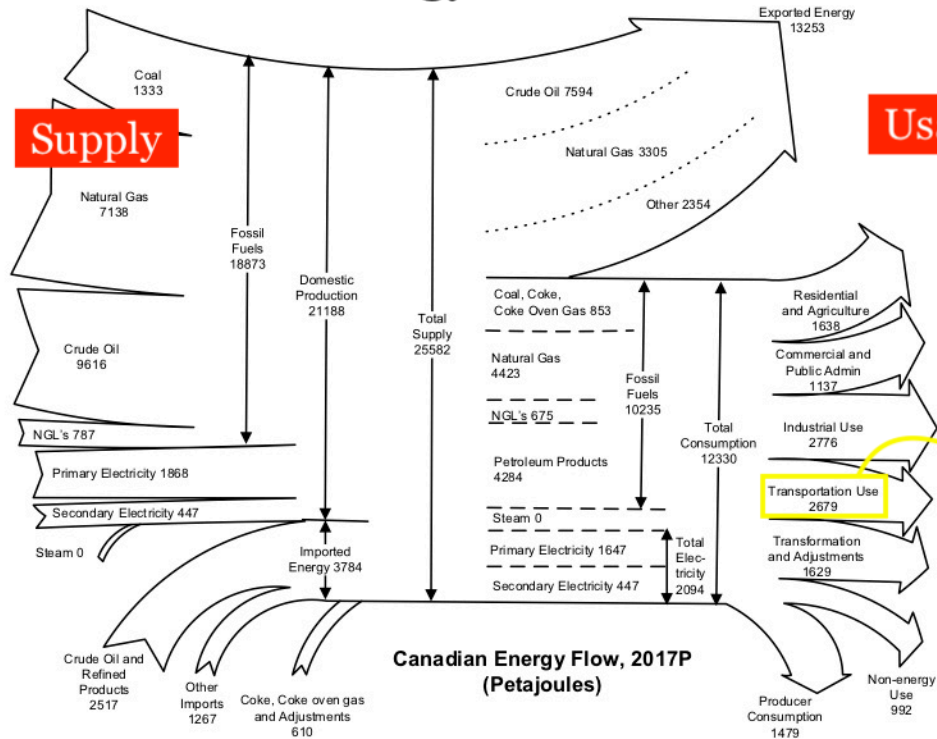 Exported Energy
13253
Coal
1333
Crude Oil 7594
Supply
Natural Gas 3305
Natural Gas
7138
Other 2354
Fossil
Fuels
18873
Domestic
Production
21188
Total
Supply
25582
Coal, Coke,
Coke Oven Gas 853
Residential
and Agriculture
1638
Crude Oil
9616
Natural Gas
4423
Fossil
Fuels
10235
Commercial and
Public Admin
1137
NGL's 787
NGL's 675
Total
Consumption
12330
Industrial Use
2776
Primary Electricity 1868
Petroleum Products
4284
Transportation Use
2679
Secondary Electricity 447
Steam 0
Steam 0
Imported
Energy 3784
Primary Electricity 1647
Total
Elec-
tricity
2094
Transformation
and Adjustments
1629
Secondary Electricity 447
Crude Oil and
Refined
Products
2517
Other
Imports
1267
Coke, Coke oven gas
and Adjustments
610
Canadian Energy Flow, 2017P
(Petajoules)
Producer
Consumption
1479
Non-energy
Use
992